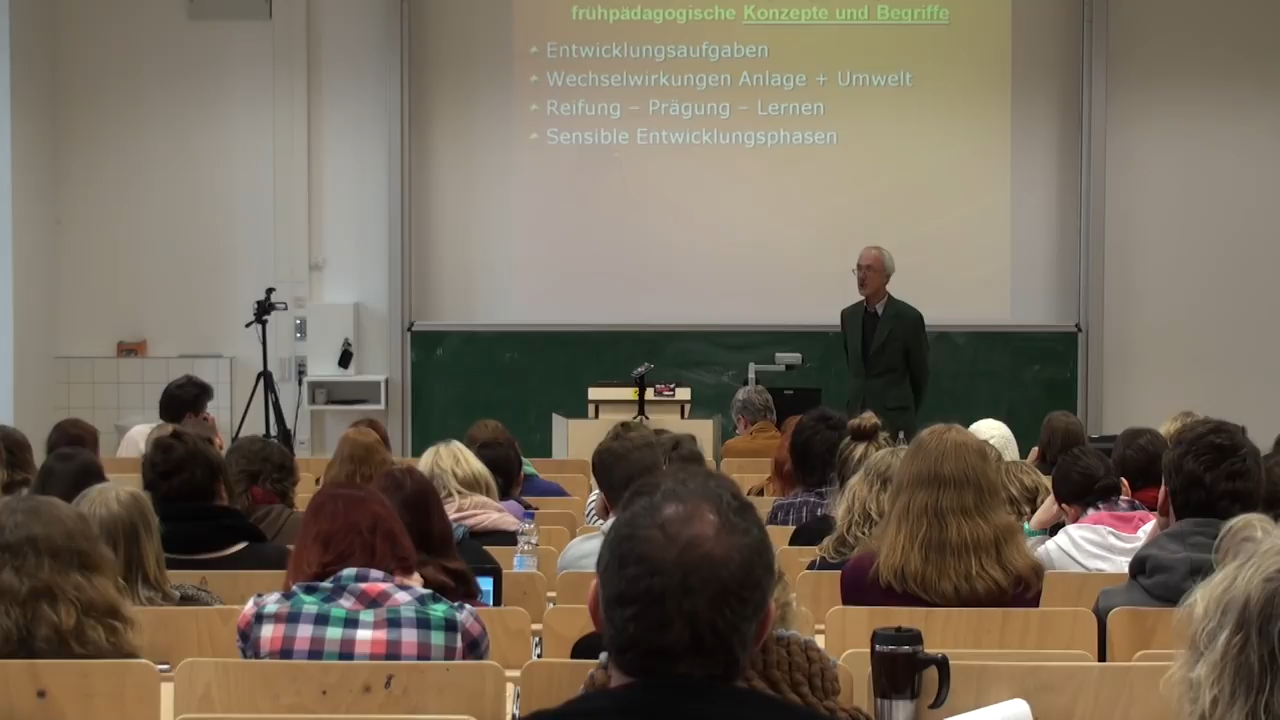 frühpädagogische Konzepte und Begriffe
Entwicklungsaufgaben
Wechselwirkungen Anlage + Umwelt
Reifung – Prägung – Lernen
Sensible Entwicklungsphasen